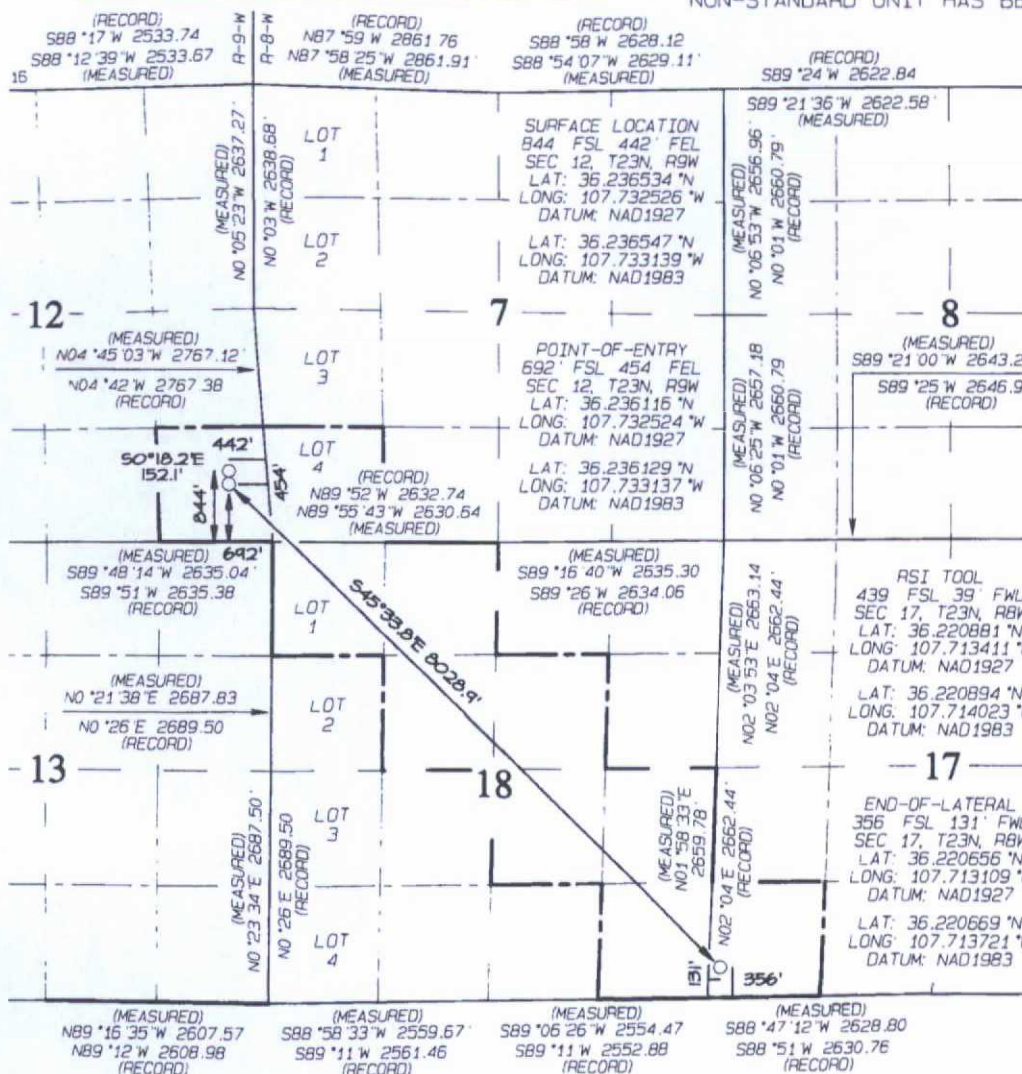 NON-STANDARD UNIT HAS BE
(RECORD)
S88 °17 'W 2533.74
S88 °12 '39 "W 2533.67
(MEASURED)
16
R-9-W
R-8-W
(RECORD)
N87 °59 'W 2861.76
N87 °58 '25 "W 2861.91'
(MEASURED)
(RECORD)
S88 °58 'W 2628.12
S88 °54 '07 "W 2629.11'
(MEASURED)
(RECORD)
S89 °24 'W 2622.84
S89 °21 '36 "W 2622.58'
(MEASURED)
(MEASURED)
N0 °05 '23 "W 2637.27'
N0 °03 'W 2638.68'
(RECORD)
LOT
1
LOT
2
SURFACE LOCATION
844' FSL 442' FEL
SEC 12, T23N, R9W
LAT: 36.236534 °N
LONG: 107.732526 °W
DATUM: NAD1927
LAT: 36.236547 °N
LONG: 107.733139 °W
DATUM: NAD1983
(MEASURED)
N0 °06 '53 "W 2656.96'
N0 °01 'W 2660.79'
(RECORD)
12
7
8
(MEASURED)
N04 °45 '03 "W 2767.12'
N04 °42 'W 2767.38
(RECORD)
LOT
3
POINT-OF-ENTRY
692' FSL 454' FEL
SEC 12, T23N, R9W
LAT: 36.236116 °N
LONG: 107.732524 °W
DATUM: NAD1927
LAT: 36.236129 °N
LONG: 107.733137 °W
DATUM: NAD1983
(MEASURED)
N0 °06 '25 "W 2657.18
N0 °01 'W 2660.79
(RECORD)
(MEASURED)
S89 °21 '00 "W 2643.2
S89 °25 'W 2646.9
(RECORD)
S0°18.2'E
152.1'
442'
LOT
4
454'
844'
692'
(RECORD)
N89 °52 'W 2632.74
N89 °55 '43 "W 2630.64
(MEASURED)
(MEASURED)
S89 °48 '14 "W 2635.04'
S89 °51 'W 2635.38
(RECORD)
(MEASURED)
S89 °16 '40 "W 2635.30
S89 °26 'W 2634.06
(RECORD)
LOT
1
S45°33.8'E 8028.9'
(MEASURED)
N02 °03 '53 "E 2663.14
N02 °04 'E 2662.44'
(RECORD)
RSI TOOL
439' FSL 39' FWL
SEC 17, T23N, R8W
LAT: 36.220881 °N
LONG: 107.713411 °
DATUM: NAD1927
LAT: 36.220894 °N
LONG: 107.714023 °W
DATUM: NAD1983
(MEASURED)
N0 °21 '38 "E 2687.83
N0 °26 'E 2689.50
(RECORD)
LOT
2
13
18
17
(MEASURED)
N0 °23 '34 "E 2687.50'
N0 °26 'E 2689.50
(RECORD)
LOT
3
LOT
4
(MEASURED)
N01 °58 '33 "E
2659.78'
N02 °04 'E 2662.44'
(RECORD)
END-OF-LATERAL
356' FSL 131' FWL
SEC 17, T23N, R8W
LAT: 36.220656 °N
LONG: 107.713109 °
DATUM: NAD1927
LAT: 36.220669 °N
LONG: 107.713721 °
DATUM: NAD1983
131'
356'
(MEASURED)
N89 °16 '35 "W 2607.57
N89 °12 'W 2608.98
(RECORD)
(MEASURED)
S88 °58 '33 "W 2559.67'
S89 °11 'W 2561.46
(RECORD)
(MEASURED)
S89 °06 '26 "W 2554.47
S89 °11 'W 2552.88
(RECORD)
(MEASURED)
S88 °47 '12 "W 2628.80
S88 °51 'W 2630.76
(RECORD)